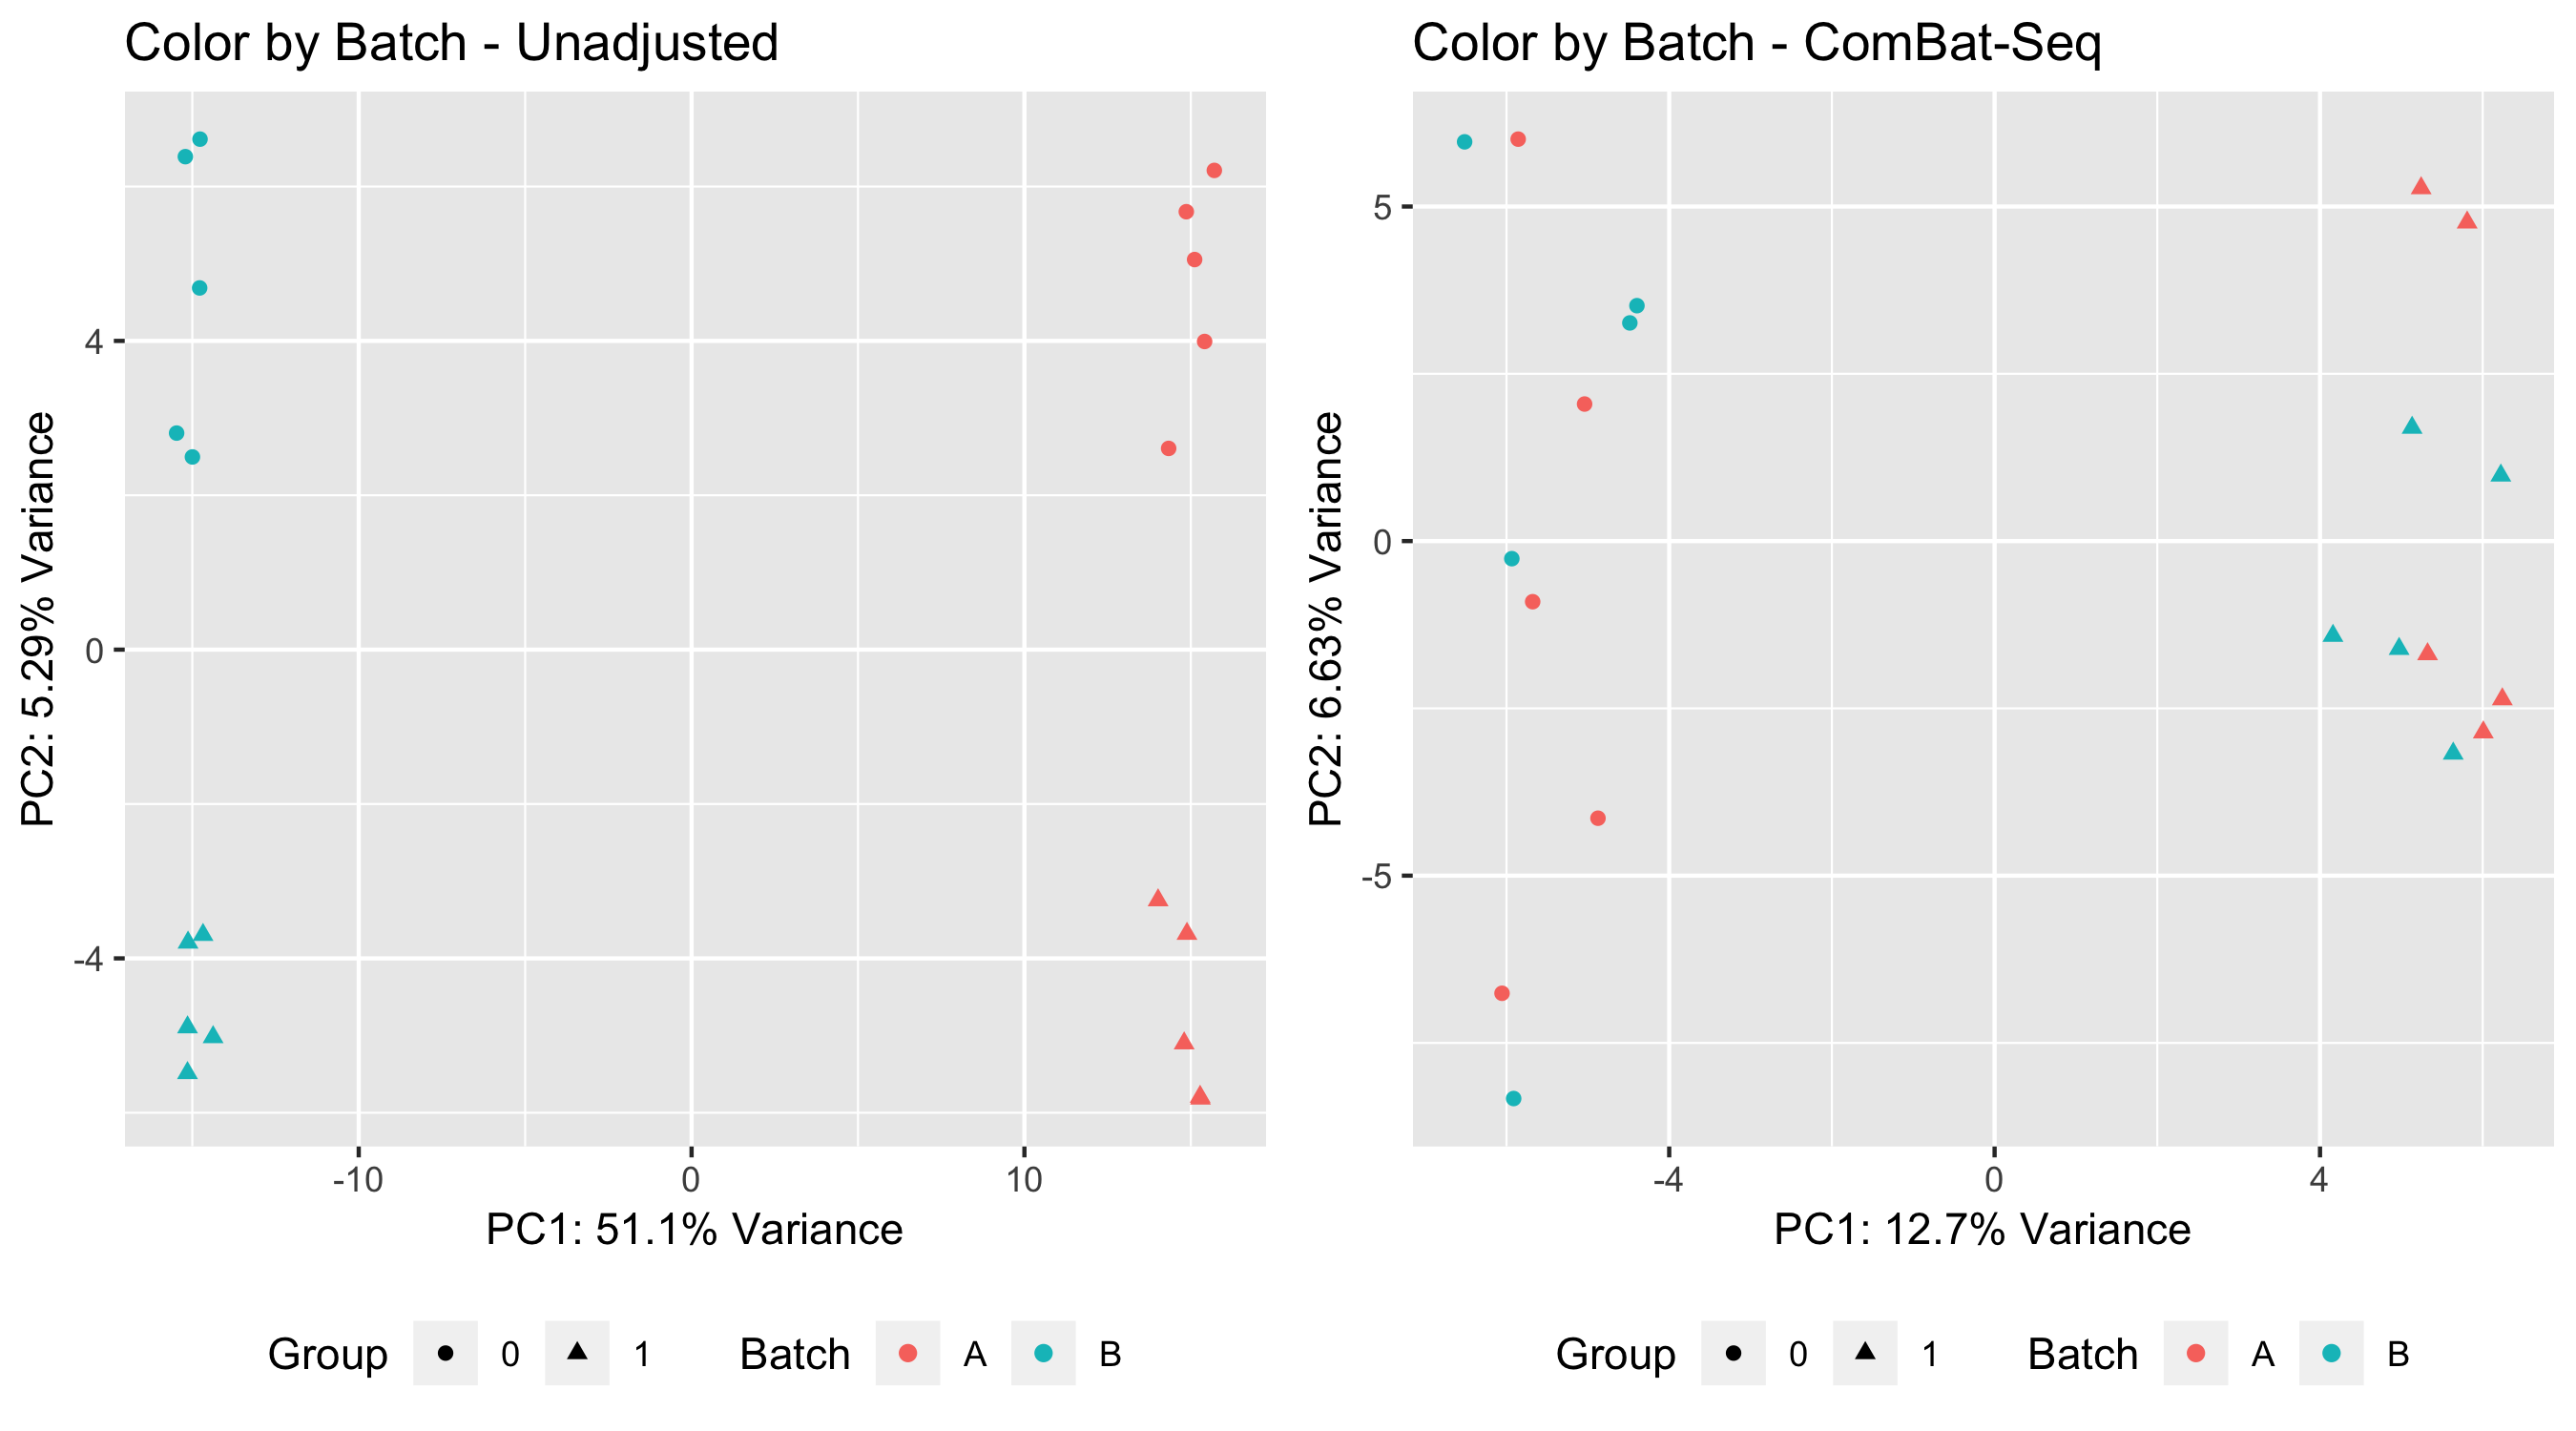 Color by Batch - Unadjusted
4
0
-4
PC2: 5.29% Variance
-10 0 10
PC1: 51.1% Variance
Group 0 1 Batch A B
Color by Batch - ComBat-Seq
5
0
-5
PC2: 6.63% Variance
-4 0 4
PC1: 12.7% Variance
Group 0 1 Batch A B